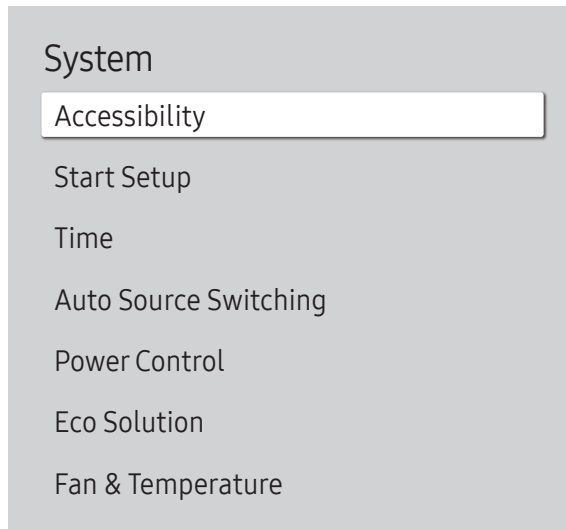 System
Accessibility
Start Setup
Time
Auto Source Switching
Power Control
Eco Solution
Fan & Temperature